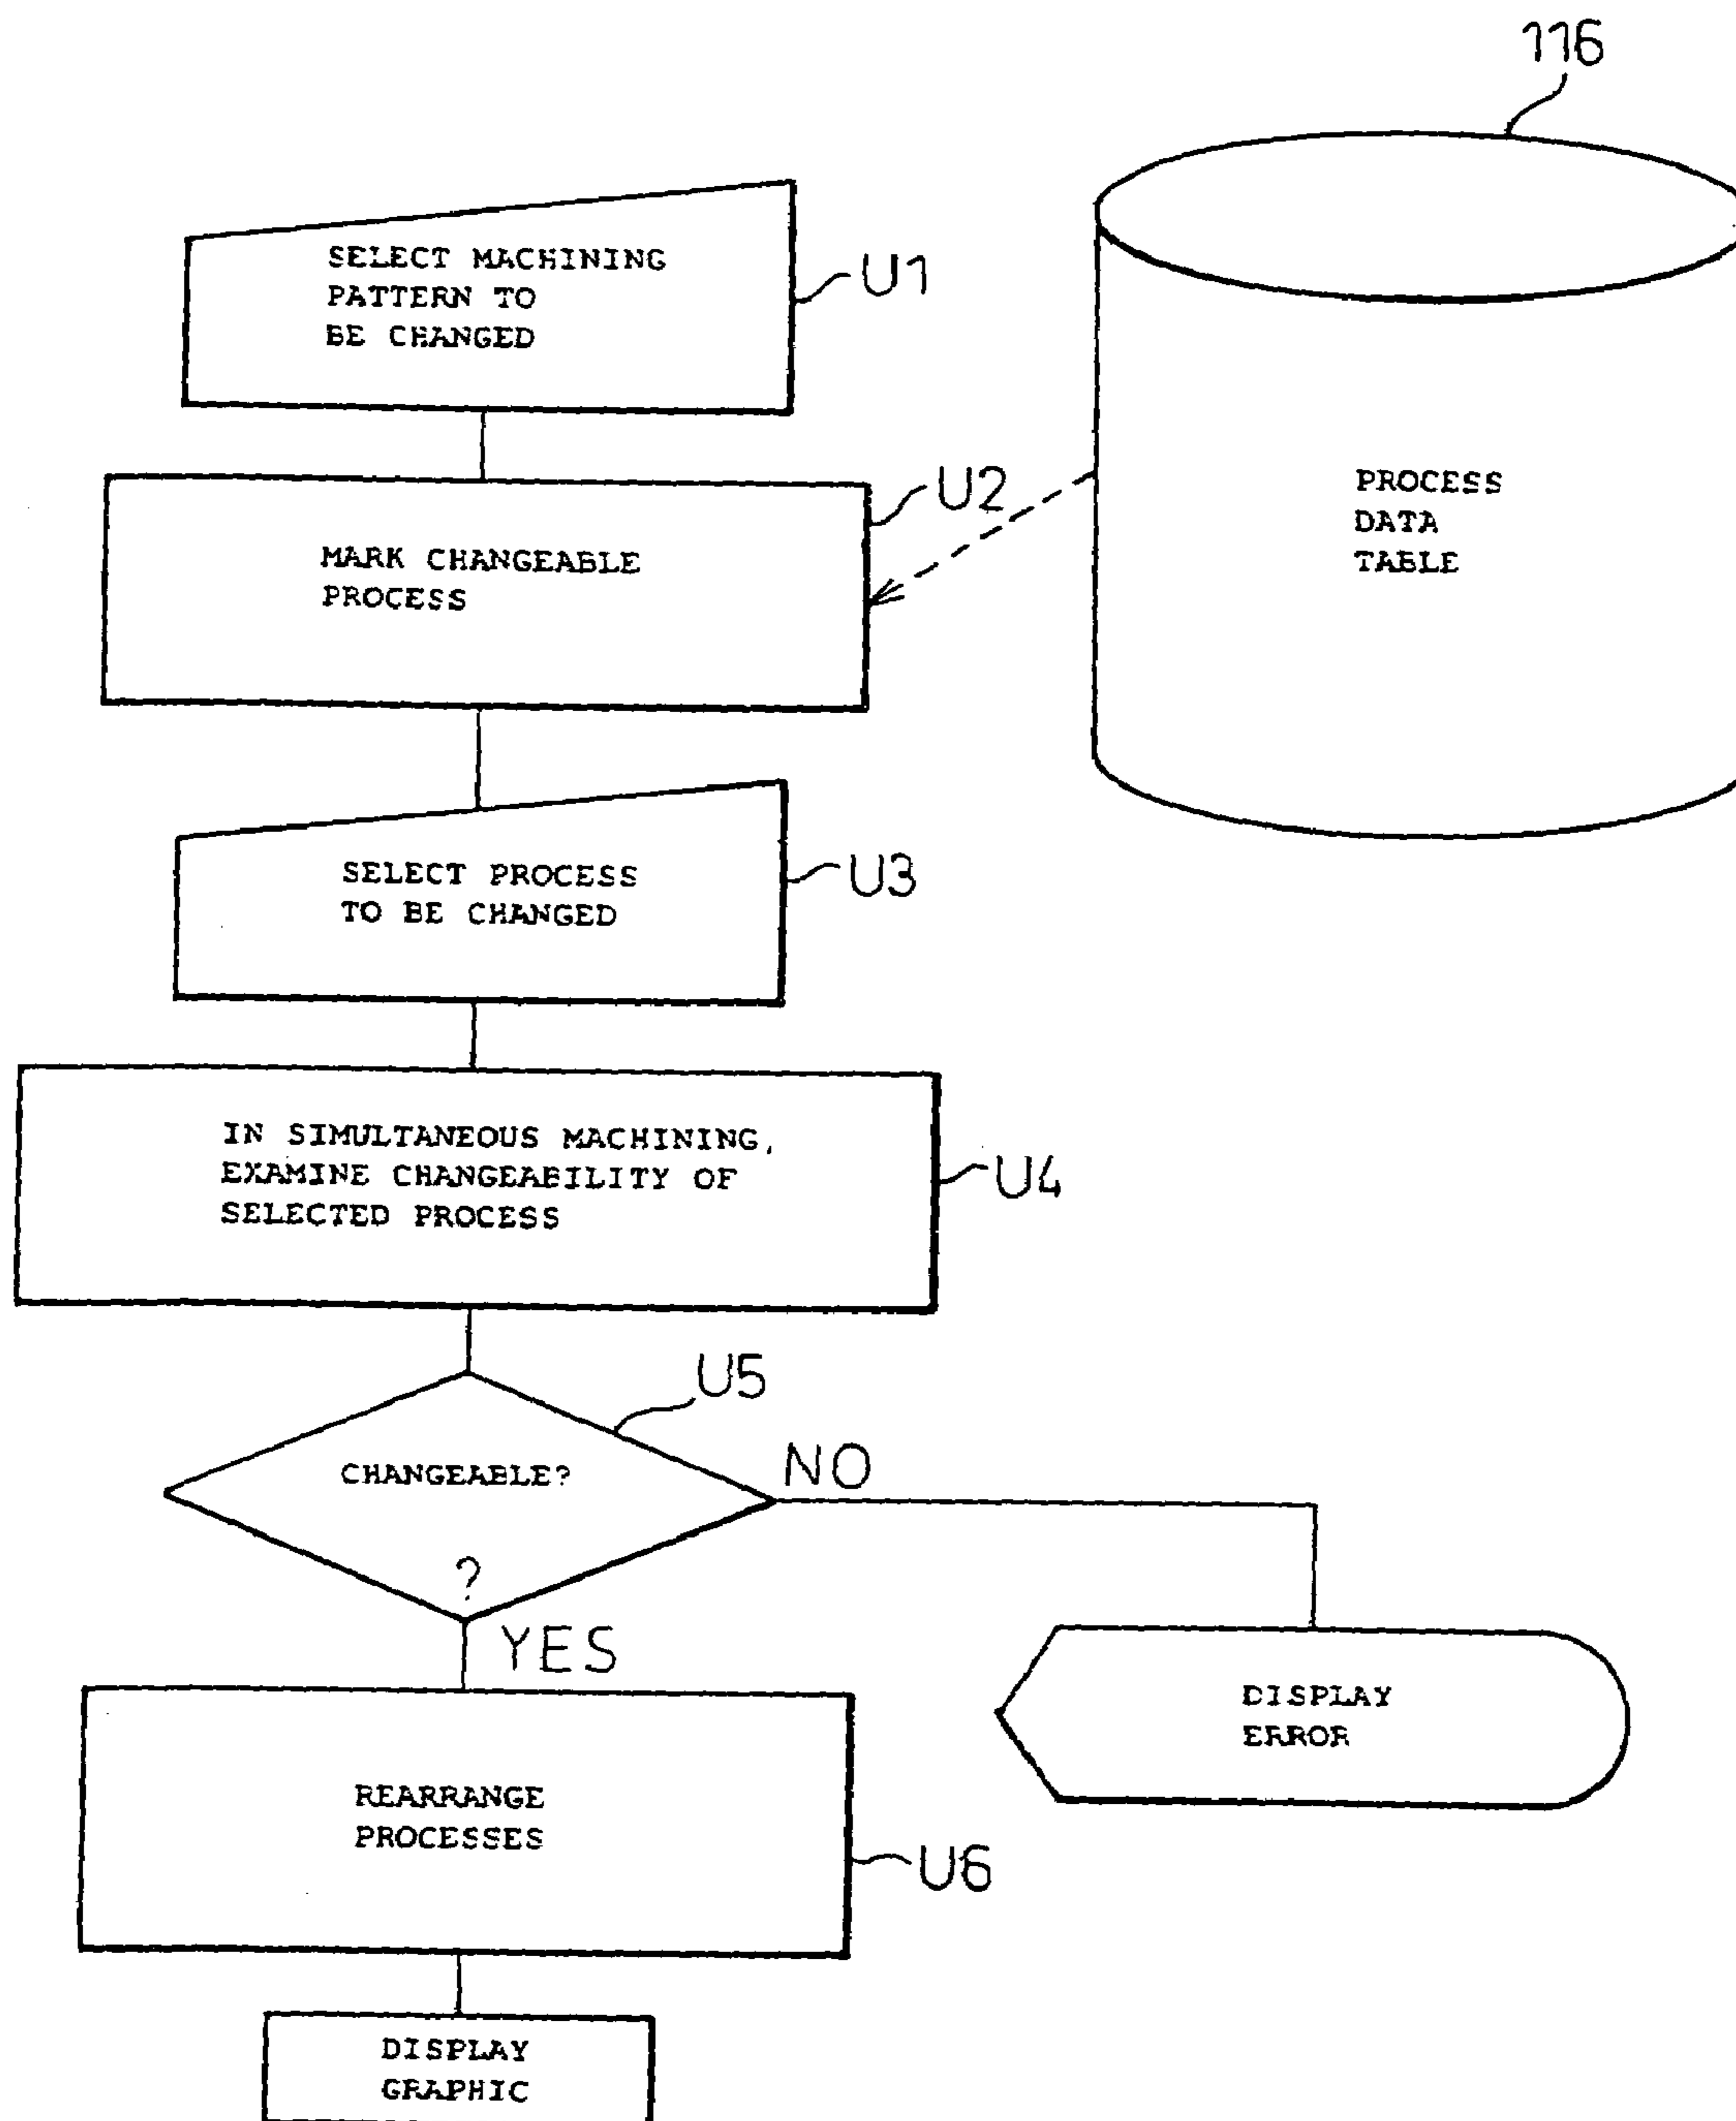 116
SELECT MACHINING
PATTERN TO
BE CHANGED
U1
MARK CHANGEABLE
PROCESS
U2
PROCESS
DATA
TABLE
SELECT PROCESS
TO BE CHANGED
U3
IN SIMULTANEOUS MACHINING,
EXAMINE CHANGEABILITY OF
SELECTED PROCESS
U4
U5
CHANGEABLE?
?
NO
YES
DISPLAY
ERROR
REARRANGE
PROCESSES
U6
DISPLAY
GRAPHIC